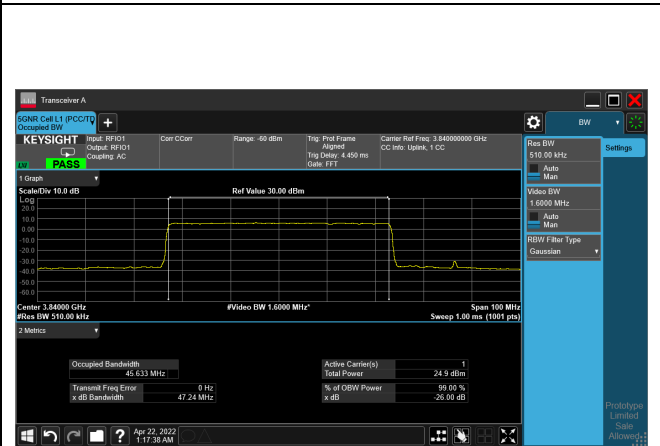 Transceiver A
5GNR Cell L1 (PCC/TD
Occupied BW
BW
KEYSIGHT
Input: RFIO1
Output: RFIO1
Coupling: AC
Corr CCorr
Range: -60 dBm
Trig: Prot Frame
Aligned
Trig Delay: 4.450 ms
Gate: FFT
Carrier Ref Freq: 3.840000000 GHz
CC Info: Uplink, 1 CC
PASS
Res BW
510.00 kHz
Auto
Man
Settings
Video BW
1.6000 MHz
Auto
Man
RBW Filter Type
Gaussian
1 Graph
Scale/Div 10.0 dB
Ref Value 30.00 dBm
Log
20.0
10.0
0.00
-10.0
-20.0
-30.0
-40.0
-50.0
-60.0
Center 3.84000 GHz
#Res BW 510.00 kHz
#Video BW 1.6000 MHz*
Span 100 MHz
Sweep 1.00 ms (1001 pts)
2 Metrics
Occupied Bandwidth
45.633 MHz
Active Carrier(s) 1
Total Power 24.9 dBm
Transmit Freq Error 0 Hz
x dB Bandwidth 47.24 MHz
% of OBW Power 99.00 %
x dB -26.00 dB
Apr 22, 2022
1:17:38 AM
Prototype
Limited
Sale
Allowed